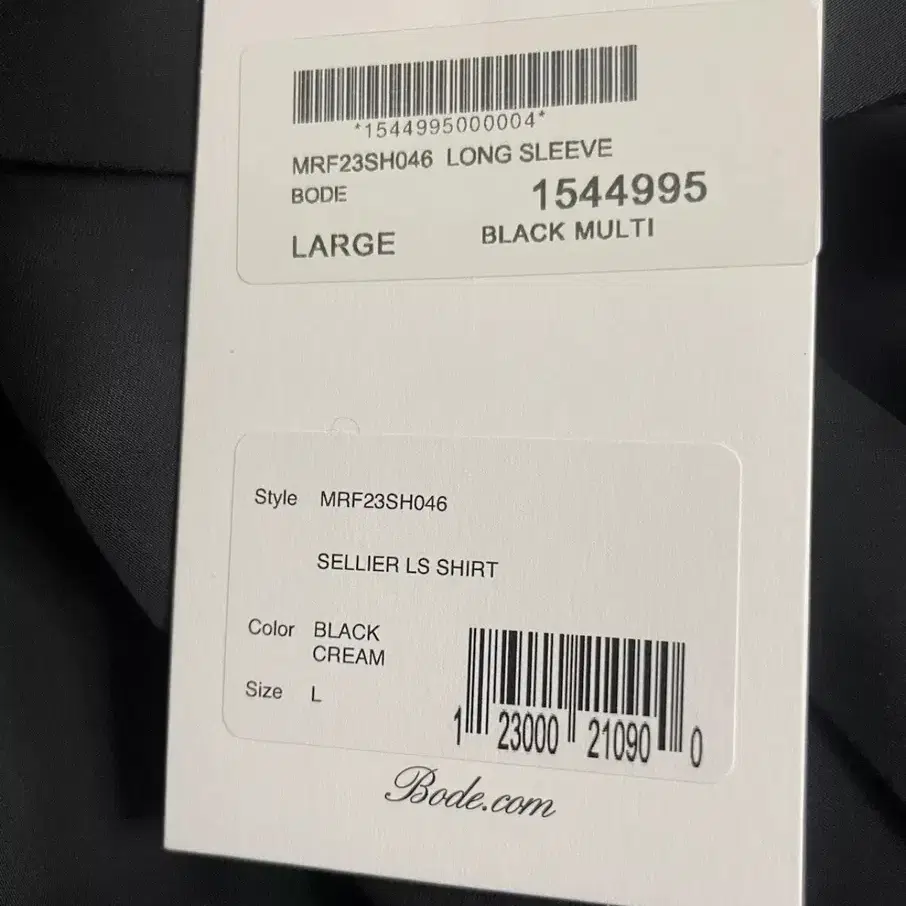 *1544995000004*
MRF23SH046 LONG SLEEVE
BODE 1544995
LARGE BLACK MULTI
Style MRF23SH046
SELLIER LS SHIRT
Color BLACK
CREAM
Size L
1 23000 21090 0
Bode.com